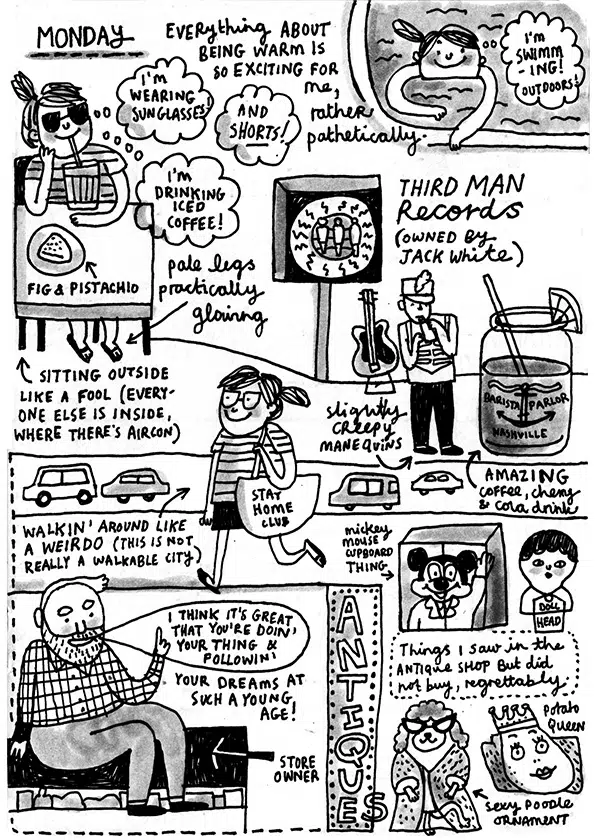 MONDAY
EVERYTHING ABOUT
BEING WARM IS
SO EXCITING FOR
me,
rather
pathetically.
I'm
SWIMM
-ING!
OUTDOORS!
I'm
WEARING
SUNGLASSES!
AND
SHORTS!
I'm
DRINKING
ICED
COFFEE!
FIG & PISTACHIO
pale legs
practically
gloiring
SITTING OUTSIDE
LIKE A FOOL (EVERY-
ONE ELSE IS INSIDE,
WHERE THERE'S AIRCON)
THIRD MAN
Records
(OWNED BY
JACK WHITE)
slightly
creepy
MANEQUINS
BARISTA PARLOR
NASHVILLE
AMAZING
COFFEE, cherry
& cola drink
STAY
HOME
CLUB
WALKIN' AROUND LIKE
A WEIRDO (THIS IS NOT
REALLY A WALKABLE CITY)
mickey
MOUSE
CUPBOARD
THING
DOLL
HEAD
Things I saw in the
ANTIQUE SHOP BUT did
not buy, regrettably.
I THINK IT'S GREAT
THAT YOU'RE DOIN'
YOUR THING &
FOLLOWIN'
YOUR DREAMS AT
SUCH A YOUNG
AGE!
STORE
OWNER
ANTIQUES
Potato
Queen
sexy Poodle
ORNAMENT